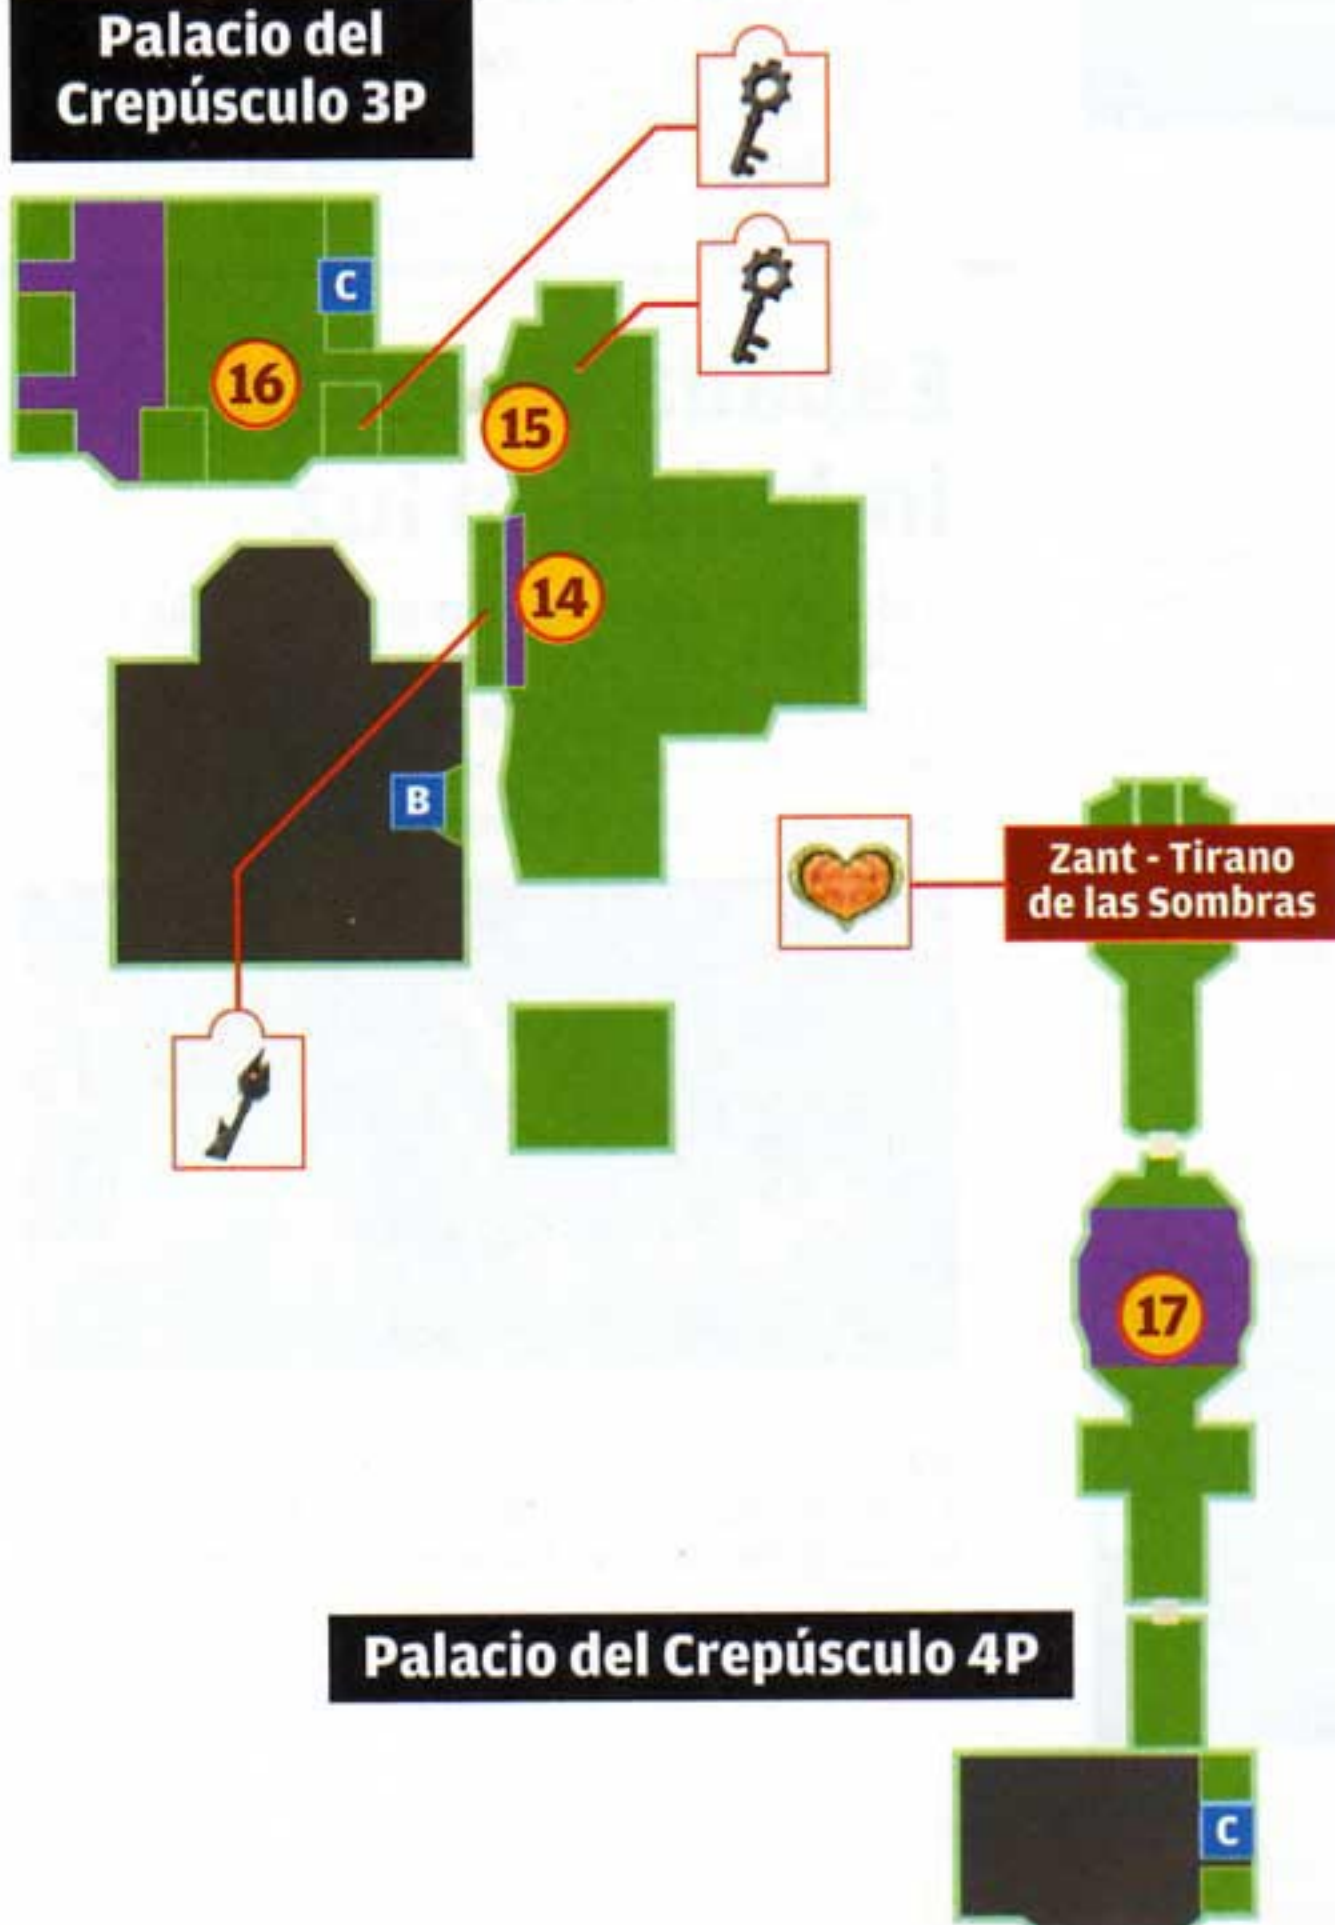 Palacio del
Crepúsculo 3P
C
16
15
14
B
Zant - Tirano
de las Sombras
17
Palacio del Crepúsculo 4P
C